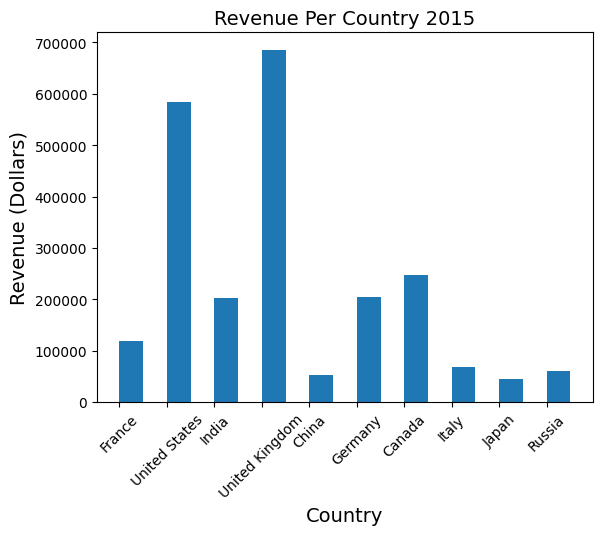 Revenue Per Country 2015
Revenue (Dollars)
700000
600000
500000
400000
300000
200000
100000
0
France
United States
India
United Kingdom
China
Germany
Canada
Italy
Japan
Russia
Country